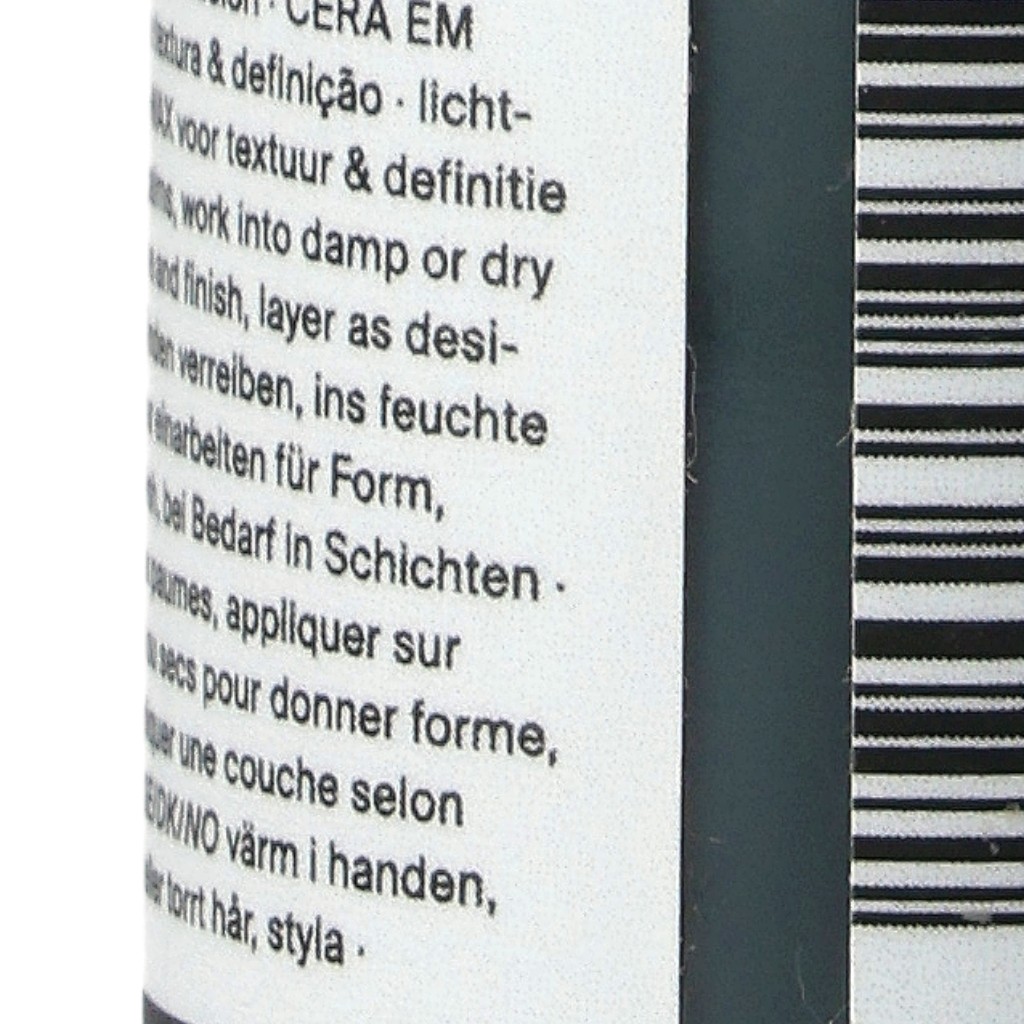 · CERA EM
& definição · licht-
voor textuur & definitie
work into damp or dry
and finish, layer as desi-
verreiben, ins feuchte
einarbeiten für Form,
bei Bedarf in Schichten ·
paumes, appliquer sur
secs pour donner forme,
une couche selon
/NO värm i handen,
torrt hår, styla ·